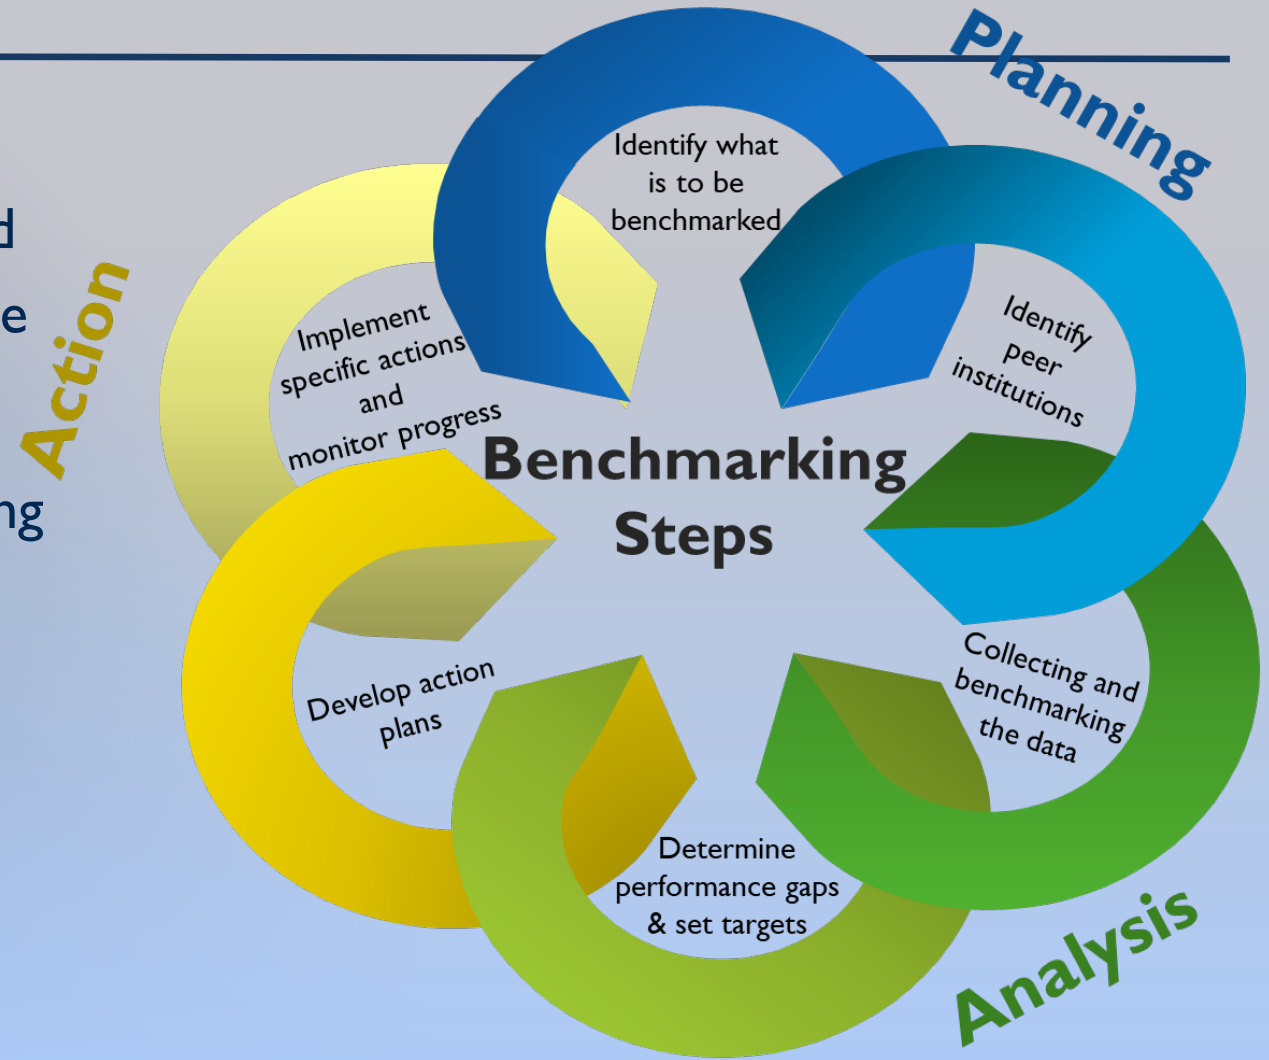 Planning
Identify what
is to be
benchmarked
Identify
peer
institutions
Collecting and
benchmarking
the data
Analysis
Determine
performance gaps
& set targets
Develop action
plans
Action
Implement
specific actions
and
monitor progress
Benchmarking
Steps
d
e
ng